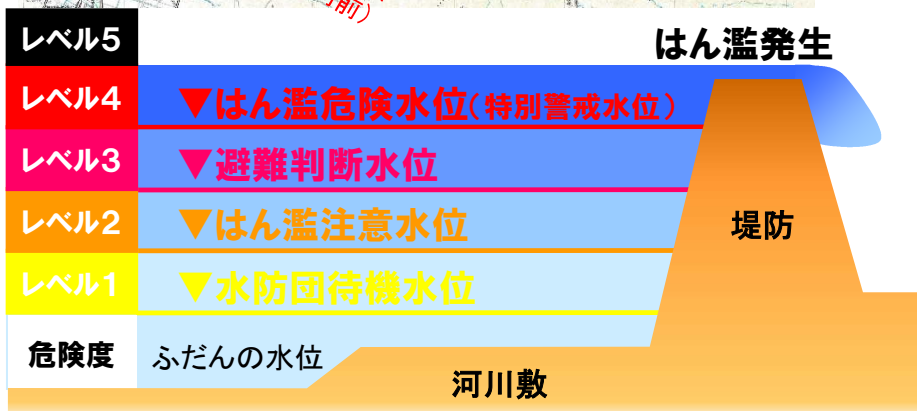 前）
レベル5
はん濫発生
レベル4
▼はん濫危険水位（特別警戒水位）
レベル3
▼避難判断水位
レベル2
▼はん濫注意水位
堤防
レベル1
▼水防団待機水位
危険度
ふだんの水位
河川敷